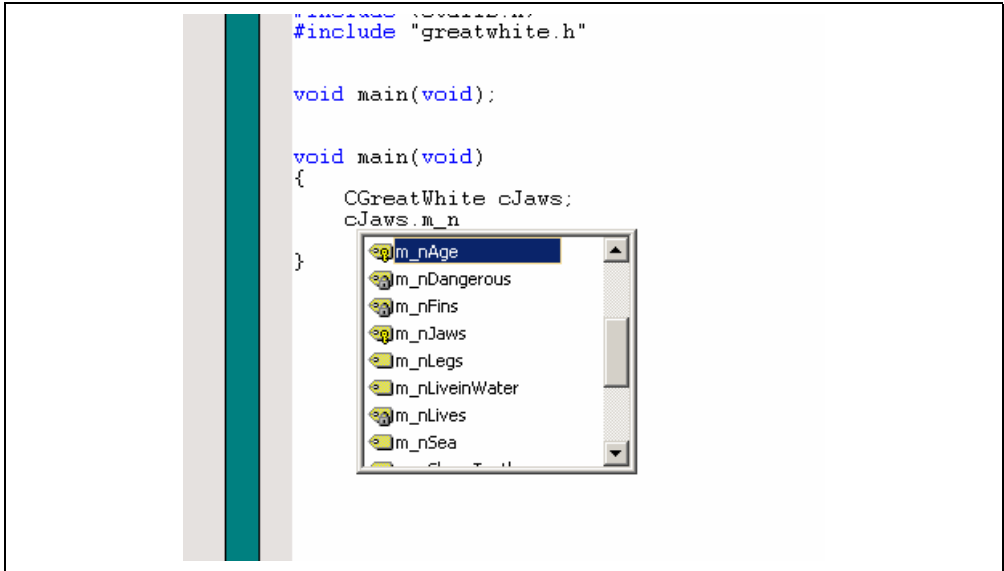 #include
#include "greatwhite.h"
void main(void);
void main(void)
{
CGreatWhite cJaws;
cJaws.m_n
m_nAge
m_nDangerous
m_nFins
m_nJaws
m_nLegs
m_nLiveinWater
m_nLives
m_nSea
}